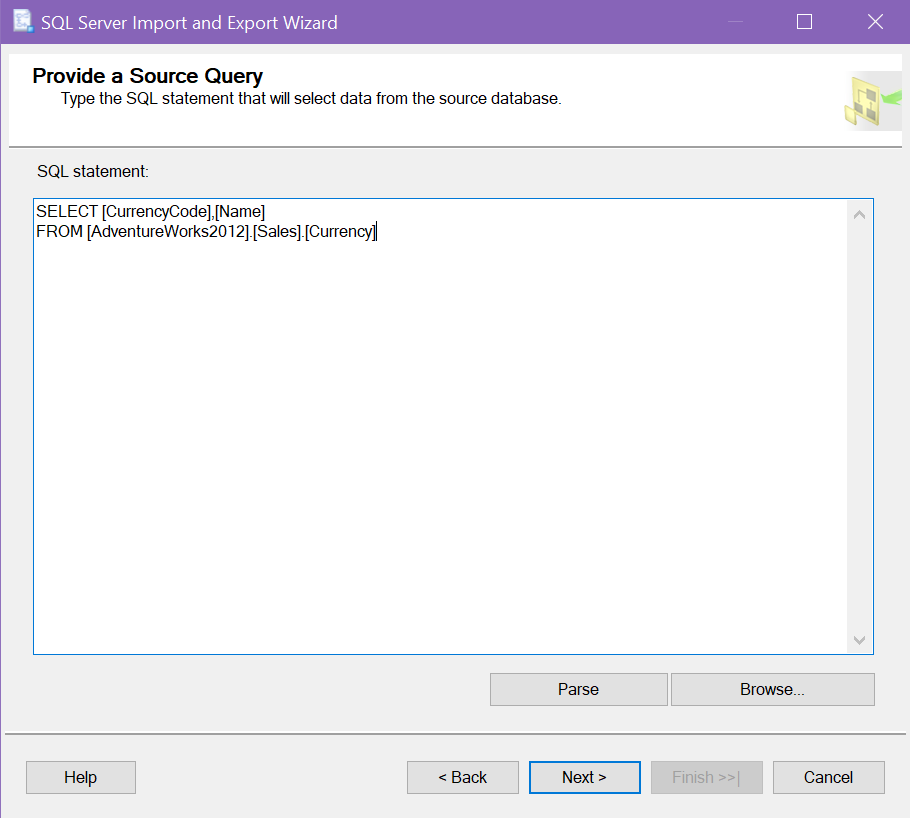 SQL Server Import and Export Wizard
Provide a Source Query
Type the SQL statement that will select data from the source database.
SQL statement:
SELECT [CurrencyCode],[Name]
FROM [AdventureWorks2012].[Sales].[Currency]
Parse
Browse...
Help
< Back
Next >
Finish >>|
Cancel